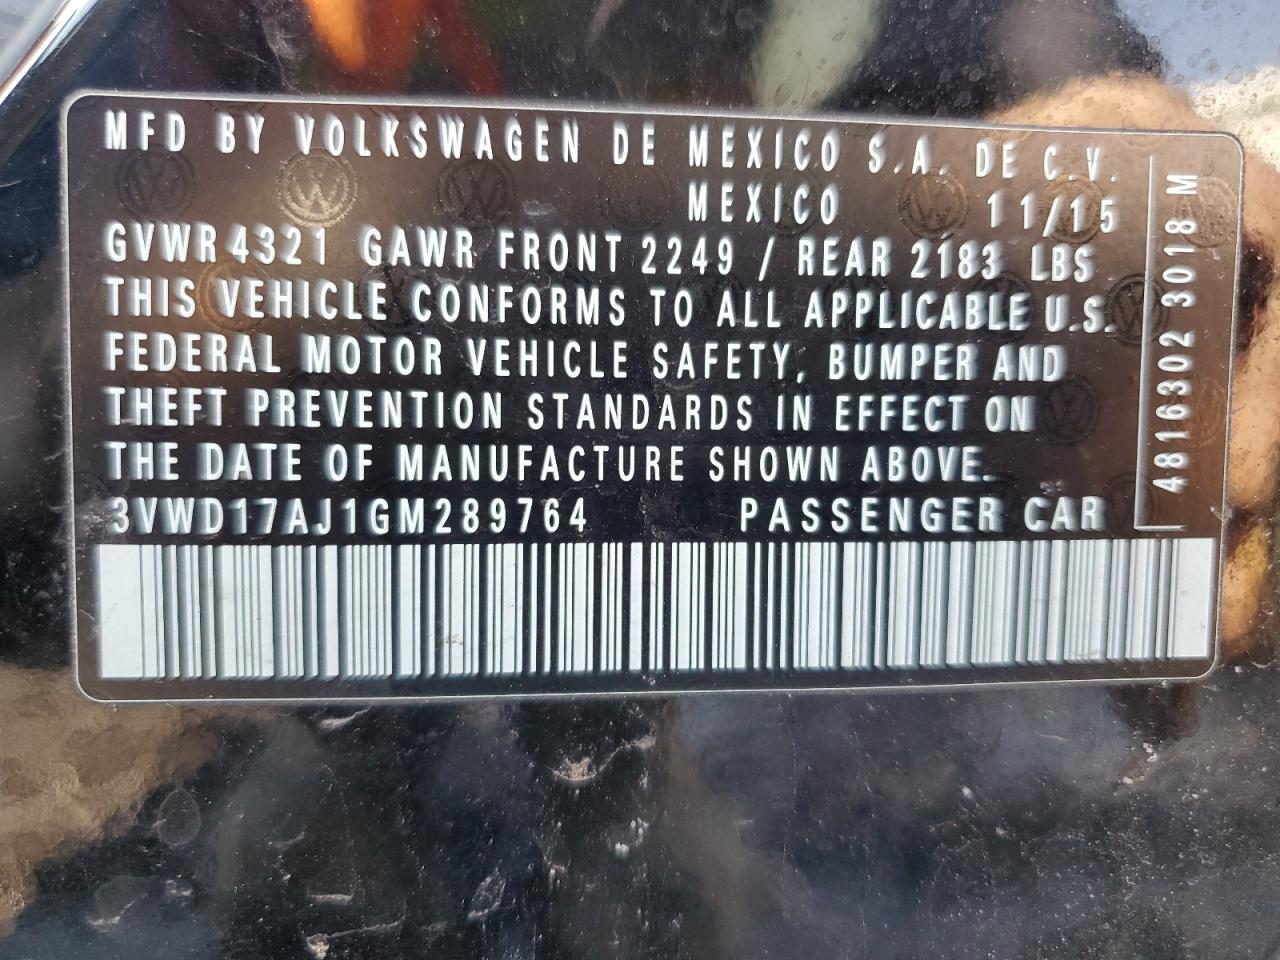 MFD BY VOLKSWAGEN DE MEXICO S.A. DE C.V.
MEXICO 11/15
GVWR 4321 GAWR FRONT 2249 / REAR 2183 LBS
THIS VEHICLE CONFORMS TO ALL APPLICABLE U.S.
FEDERAL MOTOR VEHICLE SAFETY, BUMPER AND
THEFT PREVENTION STANDARDS IN EFFECT ON
THE DATE OF MANUFACTURE SHOWN ABOVE.
3VWD17AJ1GM289764 PASSENGER CAR
4816302 3018 M